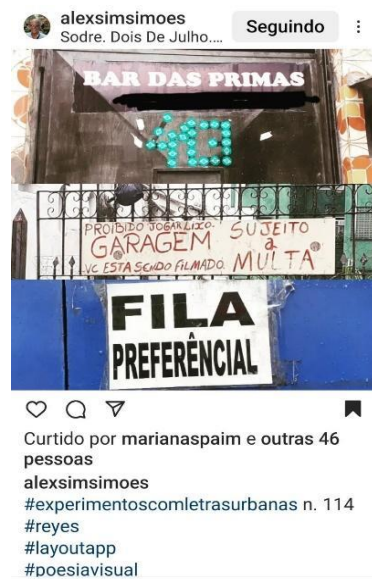 alexsimsimoes
Sodre. Dois De Julho....
Seguindo
BAR DAS PRIMAS
PROIBIDO JOGAR LIXO.
GARAGEM
VC ESTA SENDO FILMADO
SUJEITO
a
MULTA
FILA
PREFERÊNCIAL
Curtido por marianaspaim e outras 46
pessoas
alexsimsimoes
#experimentoscomletrasurbanas n. 114
#reyes
#layoutapp
#poesiavisual